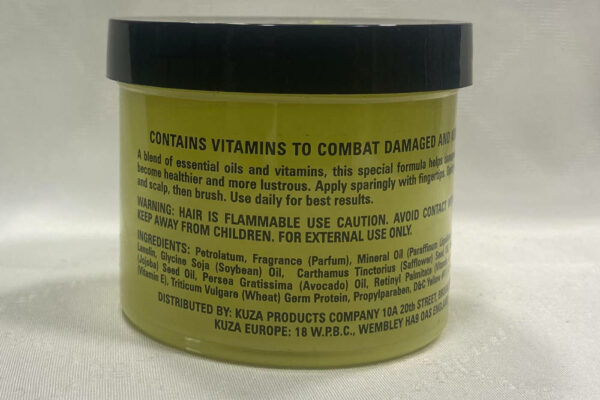 CONTAINS VITAMINS TO COMBAT DAMAGED AND
A blend of essential oils and vitamins, this special formula helps
become healthier and more lustrous. Apply sparingly with fingertips.
and scalp, then brush. Use daily for best results.
WARNING: HAIR IS FLAMMABLE USE CAUTION. AVOID CONTACT
KEEP AWAY FROM CHILDREN. FOR EXTERNAL USE ONLY.
INGREDIENTS: Petrolatum, Fragrance (Parfum), Mineral Oil (Paraffinum
Lanolin, Glycine Soja (Soybean) Oil, Carthamus Tinctorius (Safflower) Seed
(Jojoba) Seed Oil, Persea Gratissima (Avocado) Oil, Retinyl Palmitate
(Vitamin E), Triticum Vulgare (Wheat) Germ Protein, Propylparaben, D&C Yellow
DISTRIBUTED BY: KUZA PRODUCTS COMPANY 10A 20th STREET,
KUZA EUROPE: 18 W.P.B.C., WEMBLEY HA9 0AS